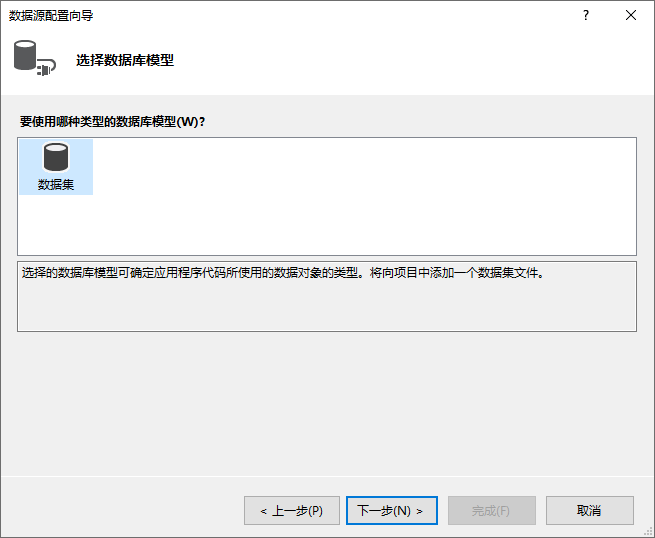 数据源配置向导
?
选择数据库模型
要使用哪种类型的数据库模型(W)?
数据集
选择的数据库模型可确定应用程序代码所使用的数据对象的类型。将向项目中添加一个数据集文件。
< 上一步(P)
下一步(N) >
完成(F)
取消